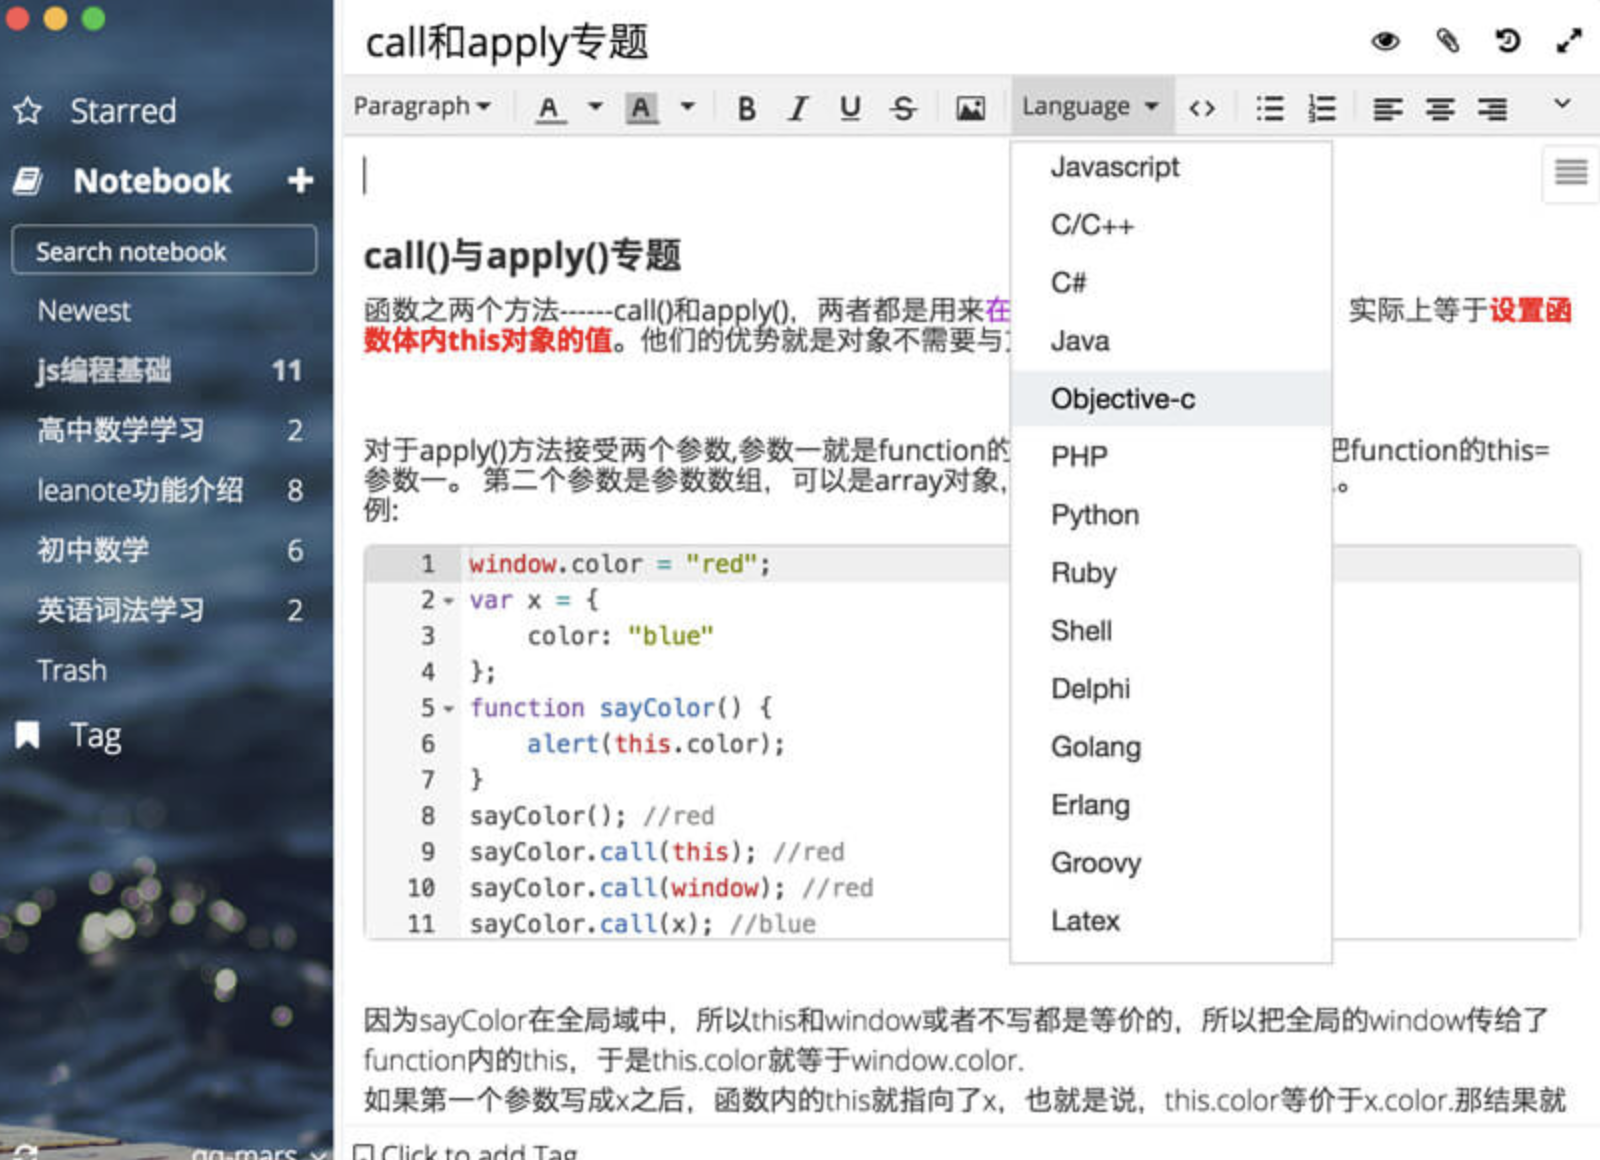 Starred
Notebook +
Search notebook
Newest
js编程基础 11
高中数学学习 2
leanote功能介绍 8
初中数学 6
英语词法学习 2
Trash
Tag
call和apply专题
Paragraph A A B I U S Language <>
Javascript
C/C++
C#
Java
Objective-c
PHP
Python
Ruby
Shell
Delphi
Golang
Erlang
Groovy
Latex
call()与apply()专题
函数之两个方法------call()和apply()，两者都是用来在 实际上等于设置函
数体内this对象的值。他们的优势就是对象不需要与
对于apply()方法接受两个参数,参数一就是function的 把function的this=
参数一。 第二个参数是参数数组，可以是array对象, 。
例:
1 window.color = "red";
2 var x = {
3 color: "blue"
4 };
5 function sayColor() {
6 alert(this.color);
7 }
8 sayColor(); //red
9 sayColor.call(this); //red
10 sayColor.call(window); //red
11 sayColor.call(x); //blue
因为sayColor在全局域中，所以this和window或者不写都是等价的，所以把全局的window传给了
function内的this，于是this.color就等于window.color.
如果第一个参数写成x之后，函数内的this就指向了x，也就是说，this.color等价于x.color.那结果就
Click to add Tag